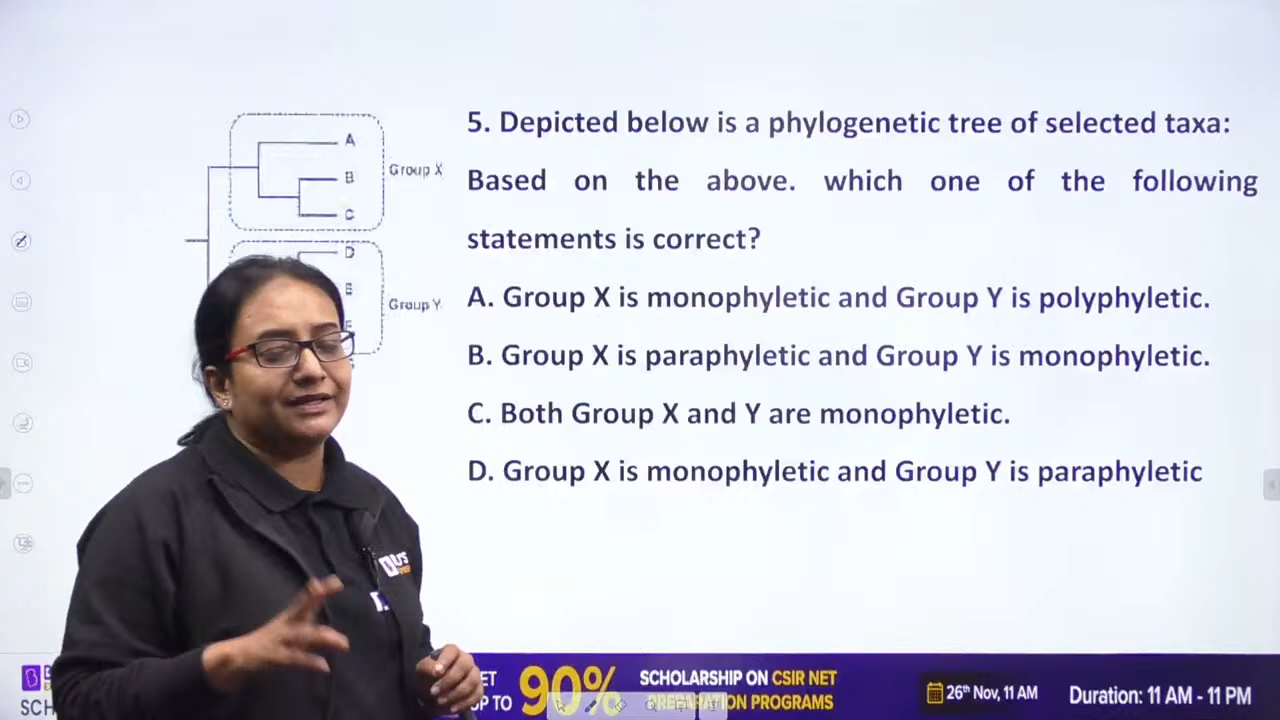 A
Group X
B
C
D
E
Group Y
5. Depicted below is a phylogenetic tree of selected taxa:
Based on the above. which one of the following
statements is correct?
A. Group X is monophyletic and Group Y is polyphyletic.
B. Group X is paraphyletic and Group Y is monophyletic.
C. Both Group X and Y are monophyletic.
D. Group X is monophyletic and Group Y is paraphyletic
SCH
90%
SCHOLARSHIP ON CSIR NET
PREPARATION PROGRAMS
26th Nov, 11 AM
Duration: 11 AM - 11 PM